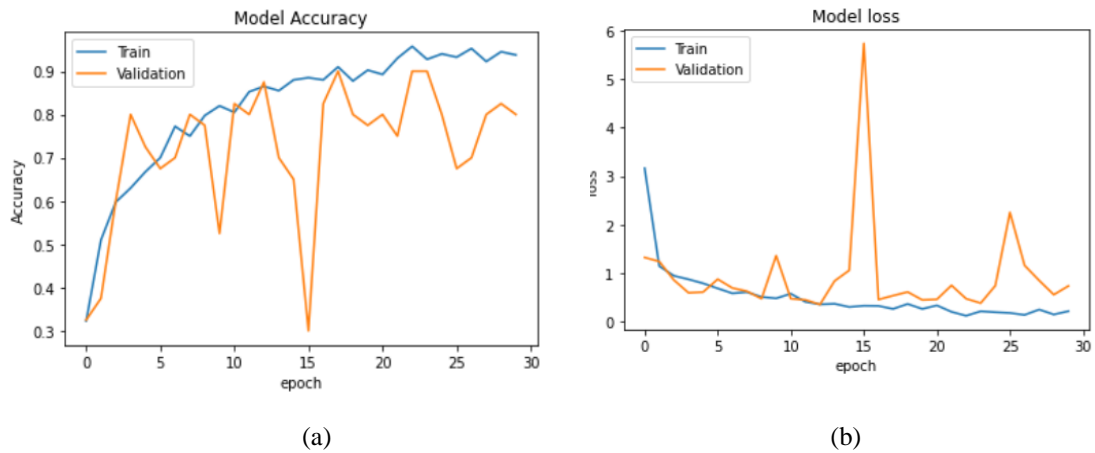 Model Accuracy
Train
Validation
0.9
0.8
0.7
0.6
0.5
0.4
0.3
Accuracy
0 5 10 15 20 25 30
epoch
(a)
Model loss
Train
Validation
6
5
4
3
2
1
0
loss
0 5 10 15 20 25 30
epoch
(b)